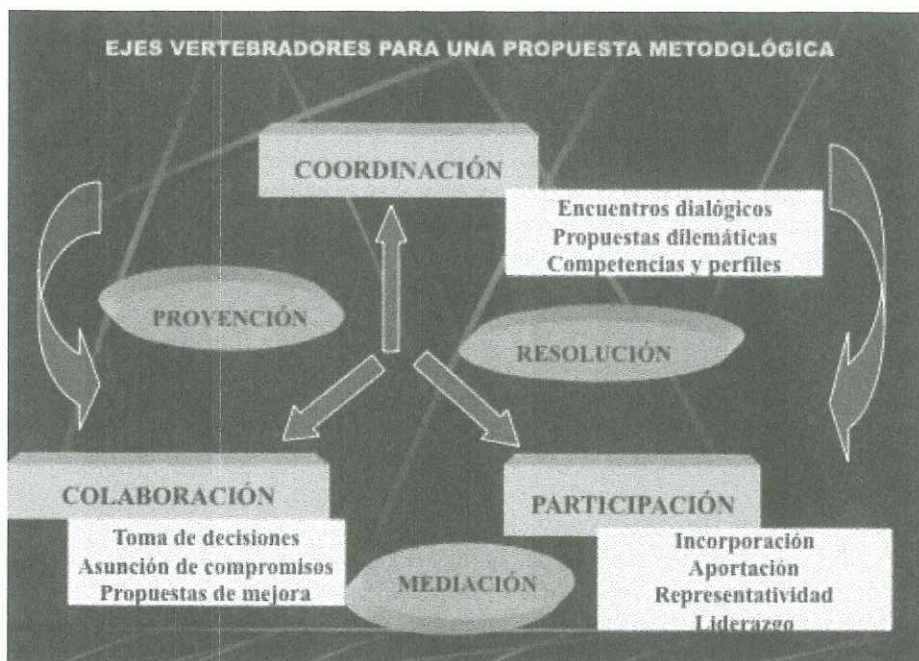 EJES VERTEBRADORES PARA UNA PROPUESTA METODOLÓGICA
COORDINACIÓN
Encuentros dialógicos
Propuestas dilemáticas
Competencias y perfiles
PROVENCIÓN
RESOLUCIÓN
COLABORACIÓN
Toma de decisiones
Asunción de compromisos
Propuestas de mejora
PARTICIPACIÓN
Incorporación
Aportación
Representatividad
Liderazgo
MEDIACIÓN